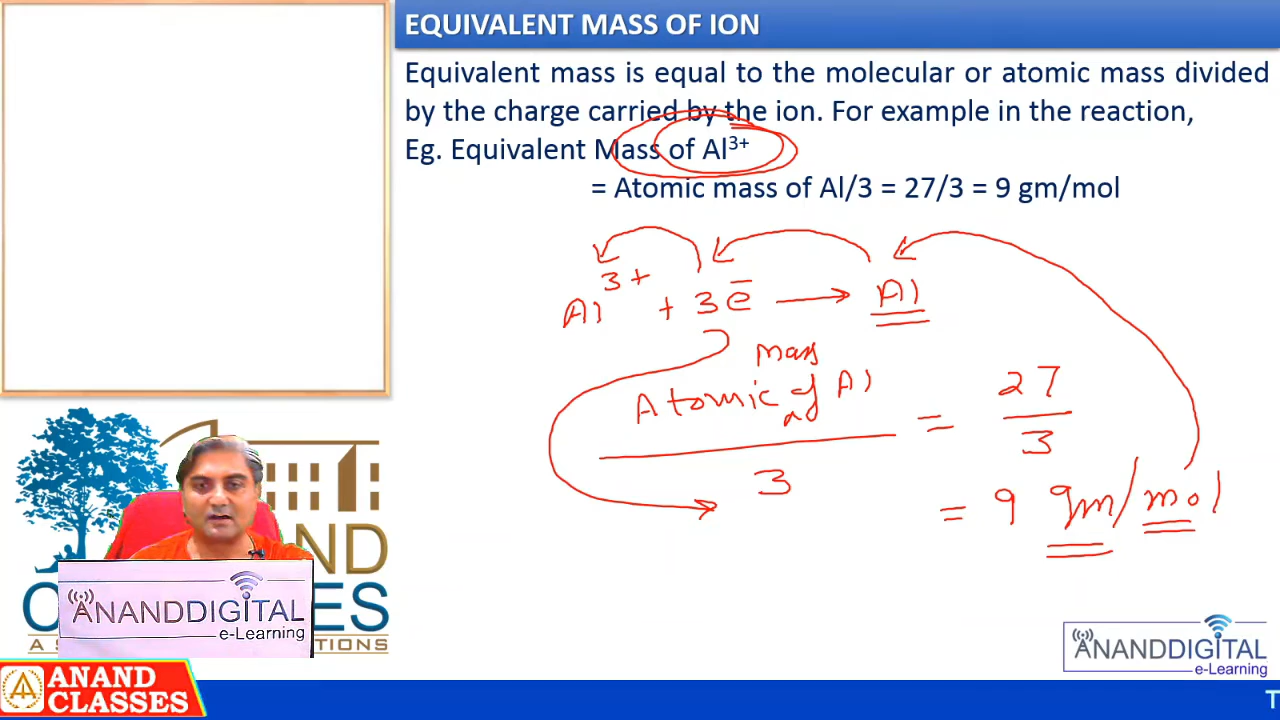 EQUIVALENT MASS OF ION
Equivalent mass is equal to the molecular or atomic mass divided
by the charge carried by the ion. For example in the reaction,
Eg. Equivalent Mass of Al³⁺
= Atomic mass of Al/3 = 27/3 = 9 gm/mol
Al³⁺ + 3e̅ → Al
mass
Atomic of Al
3
= 27
3
= 9 gm/mol
ANANDDIGITAL
e-Learning
ANANDDIGITAL
e-Learning
ANAND
CLASSES